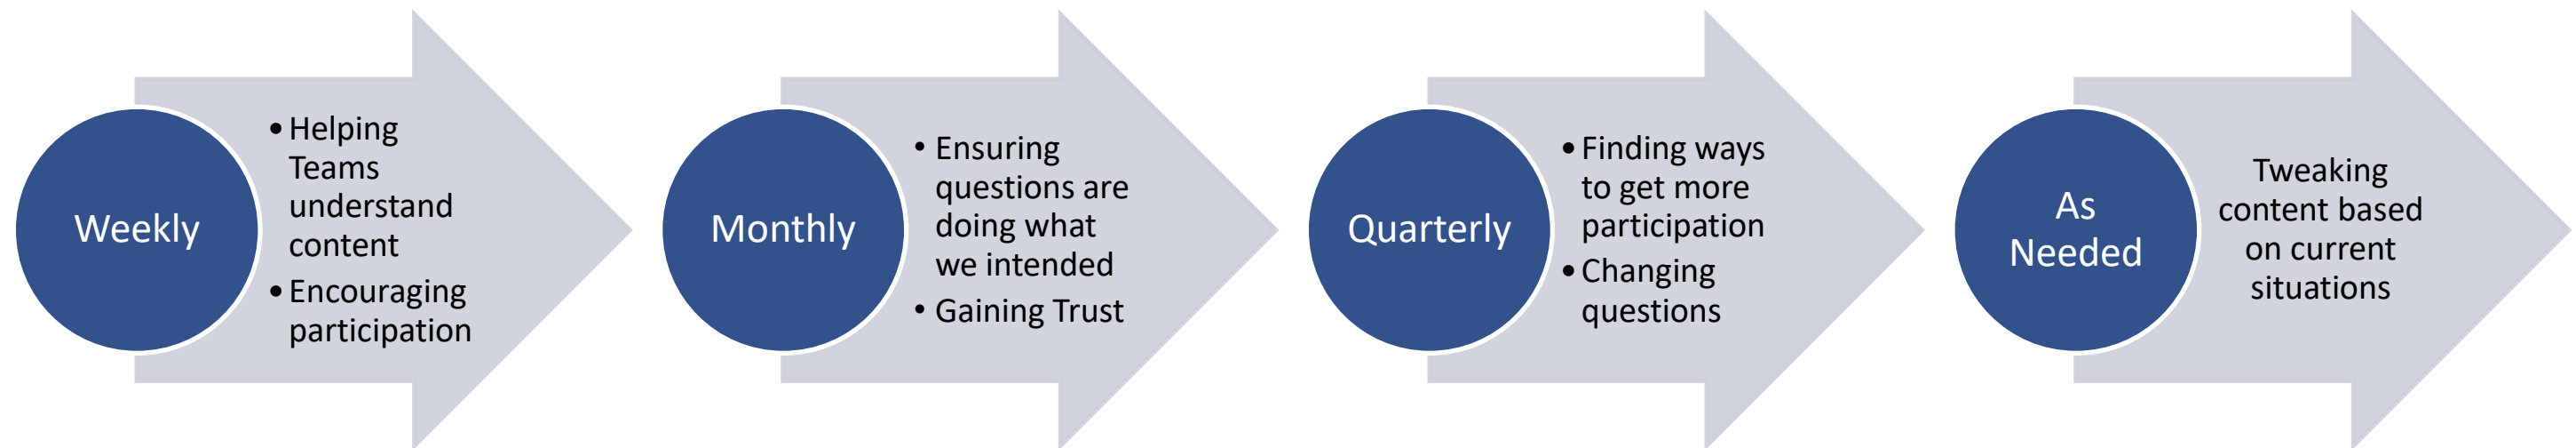 Weekly
• Helping
Teams
understand
content
• Encouraging
participation
Monthly
• Ensuring
questions are
doing what
we intended
• Gaining Trust
Quarterly
• Finding ways
to get more
participation
• Changing
questions
As
Needed
Tweaking
content based
on current
situations